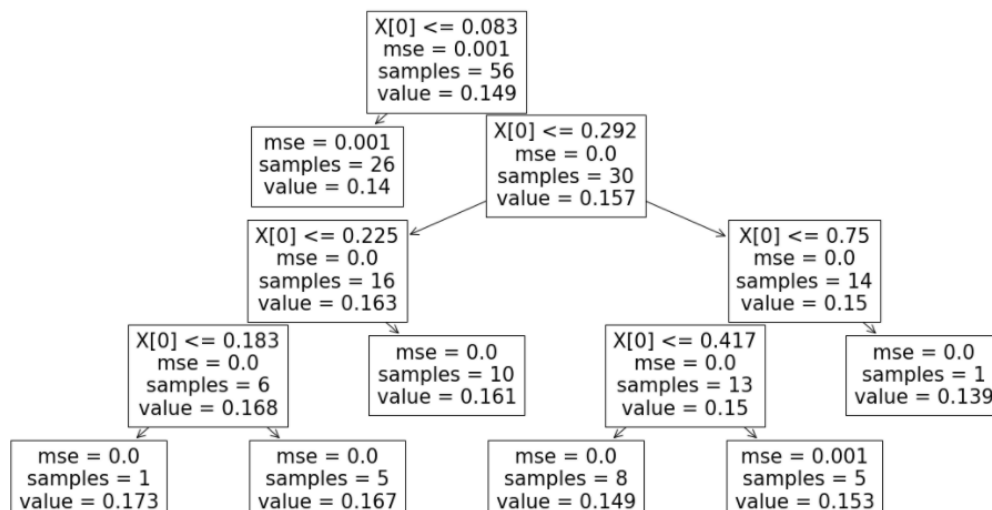 X[0] <= 0.083
mse = 0.001
samples = 56
value = 0.149
mse = 0.001
samples = 26
value = 0.14
X[0] <= 0.292
mse = 0.0
samples = 30
value = 0.157
X[0] <= 0.225
mse = 0.0
samples = 16
value = 0.163
X[0] <= 0.75
mse = 0.0
samples = 14
value = 0.15
X[0] <= 0.183
mse = 0.0
samples = 6
value = 0.168
mse = 0.0
samples = 10
value = 0.161
X[0] <= 0.417
mse = 0.0
samples = 13
value = 0.15
mse = 0.0
samples = 1
value = 0.139
mse = 0.0
samples = 1
value = 0.173
mse = 0.0
samples = 5
value = 0.167
mse = 0.0
samples = 8
value = 0.149
mse = 0.001
samples = 5
value = 0.153